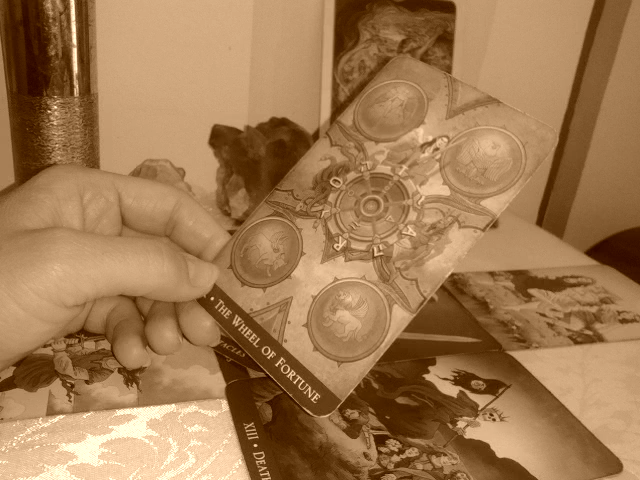 • THE WHEEL OF FORTUNE
XIII • DEATH